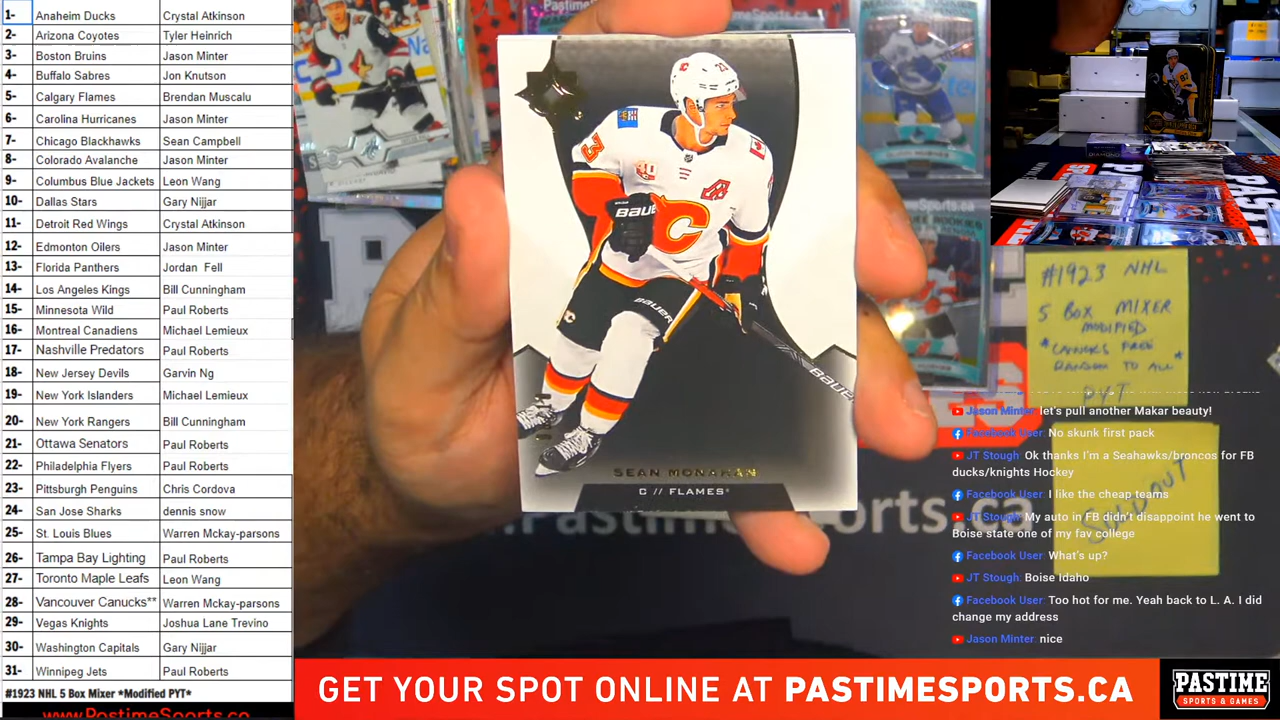 1- Anaheim Ducks Crystal Atkinson
2- Arizona Coyotes Tyler Heinrich
3- Boston Bruins Jason Minter
4- Buffalo Sabres Jon Knutson
5- Calgary Flames Brendan Muscalu
6- Carolina Hurricanes Jason Minter
7- Chicago Blackhawks Sean Campbell
8- Colorado Avalanche Jason Minter
9- Columbus Blue Jackets Leon Wang
10- Dallas Stars Gary Nijjar
11- Detroit Red Wings Crystal Atkinson
12- Edmonton Oilers Jason Minter
13- Florida Panthers Jordan Fell
14- Los Angeles Kings Bill Cunningham
15- Minnesota Wild Paul Roberts
16- Montreal Canadiens Michael Lemieux
17- Nashville Predators Paul Roberts
18- New Jersey Devils Garvin Ng
19- New York Islanders Michael Lemieux
20- New York Rangers Bill Cunningham
21- Ottawa Senators Paul Roberts
22- Philadelphia Flyers Paul Roberts
23- Pittsburgh Penguins Chris Cordova
24- San Jose Sharks dennis snow
25- St. Louis Blues Warren Mckay-parsons
26- Tampa Bay Lighting Paul Roberts
27- Toronto Maple Leafs Leon Wang
28- Vancouver Canucks** Warren Mckay-parsons
29- Vegas Knights Joshua Lane Trevino
30- Washington Capitals Gary Nijjar
31- Winnipeg Jets Paul Roberts
#1923 NHL 5 Box Mixer *Modified PYT*
www.PastimeSports.ca
23
BAUER
C
BAUER
BAUER
SEAN MONAHAN
C // FLAMES
#1923 NHL
5 BOX MIXER
MODIFIED
*CANUCKS FREE
RANDOM TO ALL*
PYT
SOLD OUT
Jason Minter let's pull another Makar beauty!
Facebook User: No skunk first pack
JT Stough: Ok thanks I'm a Seahawks/broncos for FB
ducks/knights Hockey
Facebook User: I like the cheap teams
JT Stough: My auto in FB didn't disappoint he went to
Boise state one of my fav college
Facebook User: What's up?
JT Stough: Boise Idaho
Facebook User: Too hot for me. Yeah back to L. A. I did
change my address
Jason Minter: nice
GET YOUR SPOT ONLINE AT PASTIMESPORTS.CA
PASTIME
SPORTS & GAMES